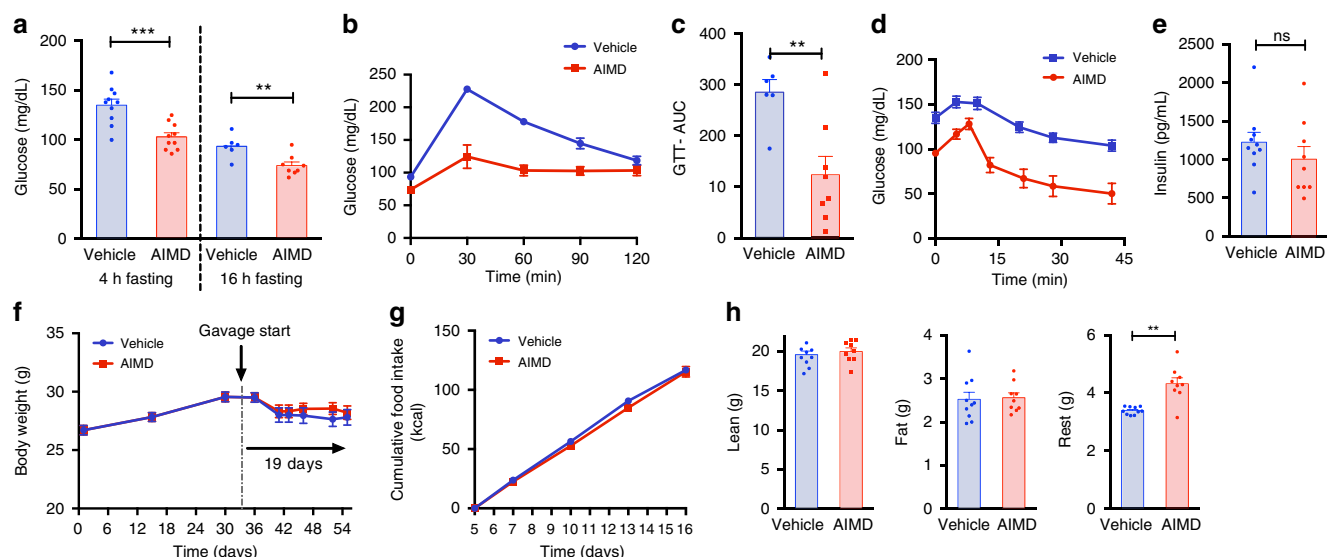 a
Glucose (mg/dL)
200
150
100
50
0
***
**
Vehicle AIMD Vehicle AIMD
4 h fasting 16 h fasting
b
Vehicle
AIMD
Glucose (mg/dL)
250
200
150
100
50
0
0 30 60 90 120
Time (min)
c
GTT- AUC
400
300
200
10
0
**
Vehicle AIMD
d
Vehicle
AIMD
Glucose (mg/dL)
200
150
100
50
0
0 15 30 45
Time (min)
e
Insulin (pg/mL)
2500
2000
1500
1000
500
0
ns
Vehicle AIMD
f
Gavage start
Vehicle
AIMD
Body weight (g)
35
30
25
20
19 days
0 6 12 18 24 30 36 42 48 54
Time (days)
g
Vehicle
AIMD
Cumulative food intake
(kcal)
150
100
50
0
5 6 7 8 9 10 11 12 13 14 15 16
Time (days)
h
Lean (g)
20
15
10
5
0
Vehicle AIMD
Fat (g)
4
3
2
1
0
Vehicle AIMD
Rest (g)
6
4
2
0
**
Vehicle AIMD